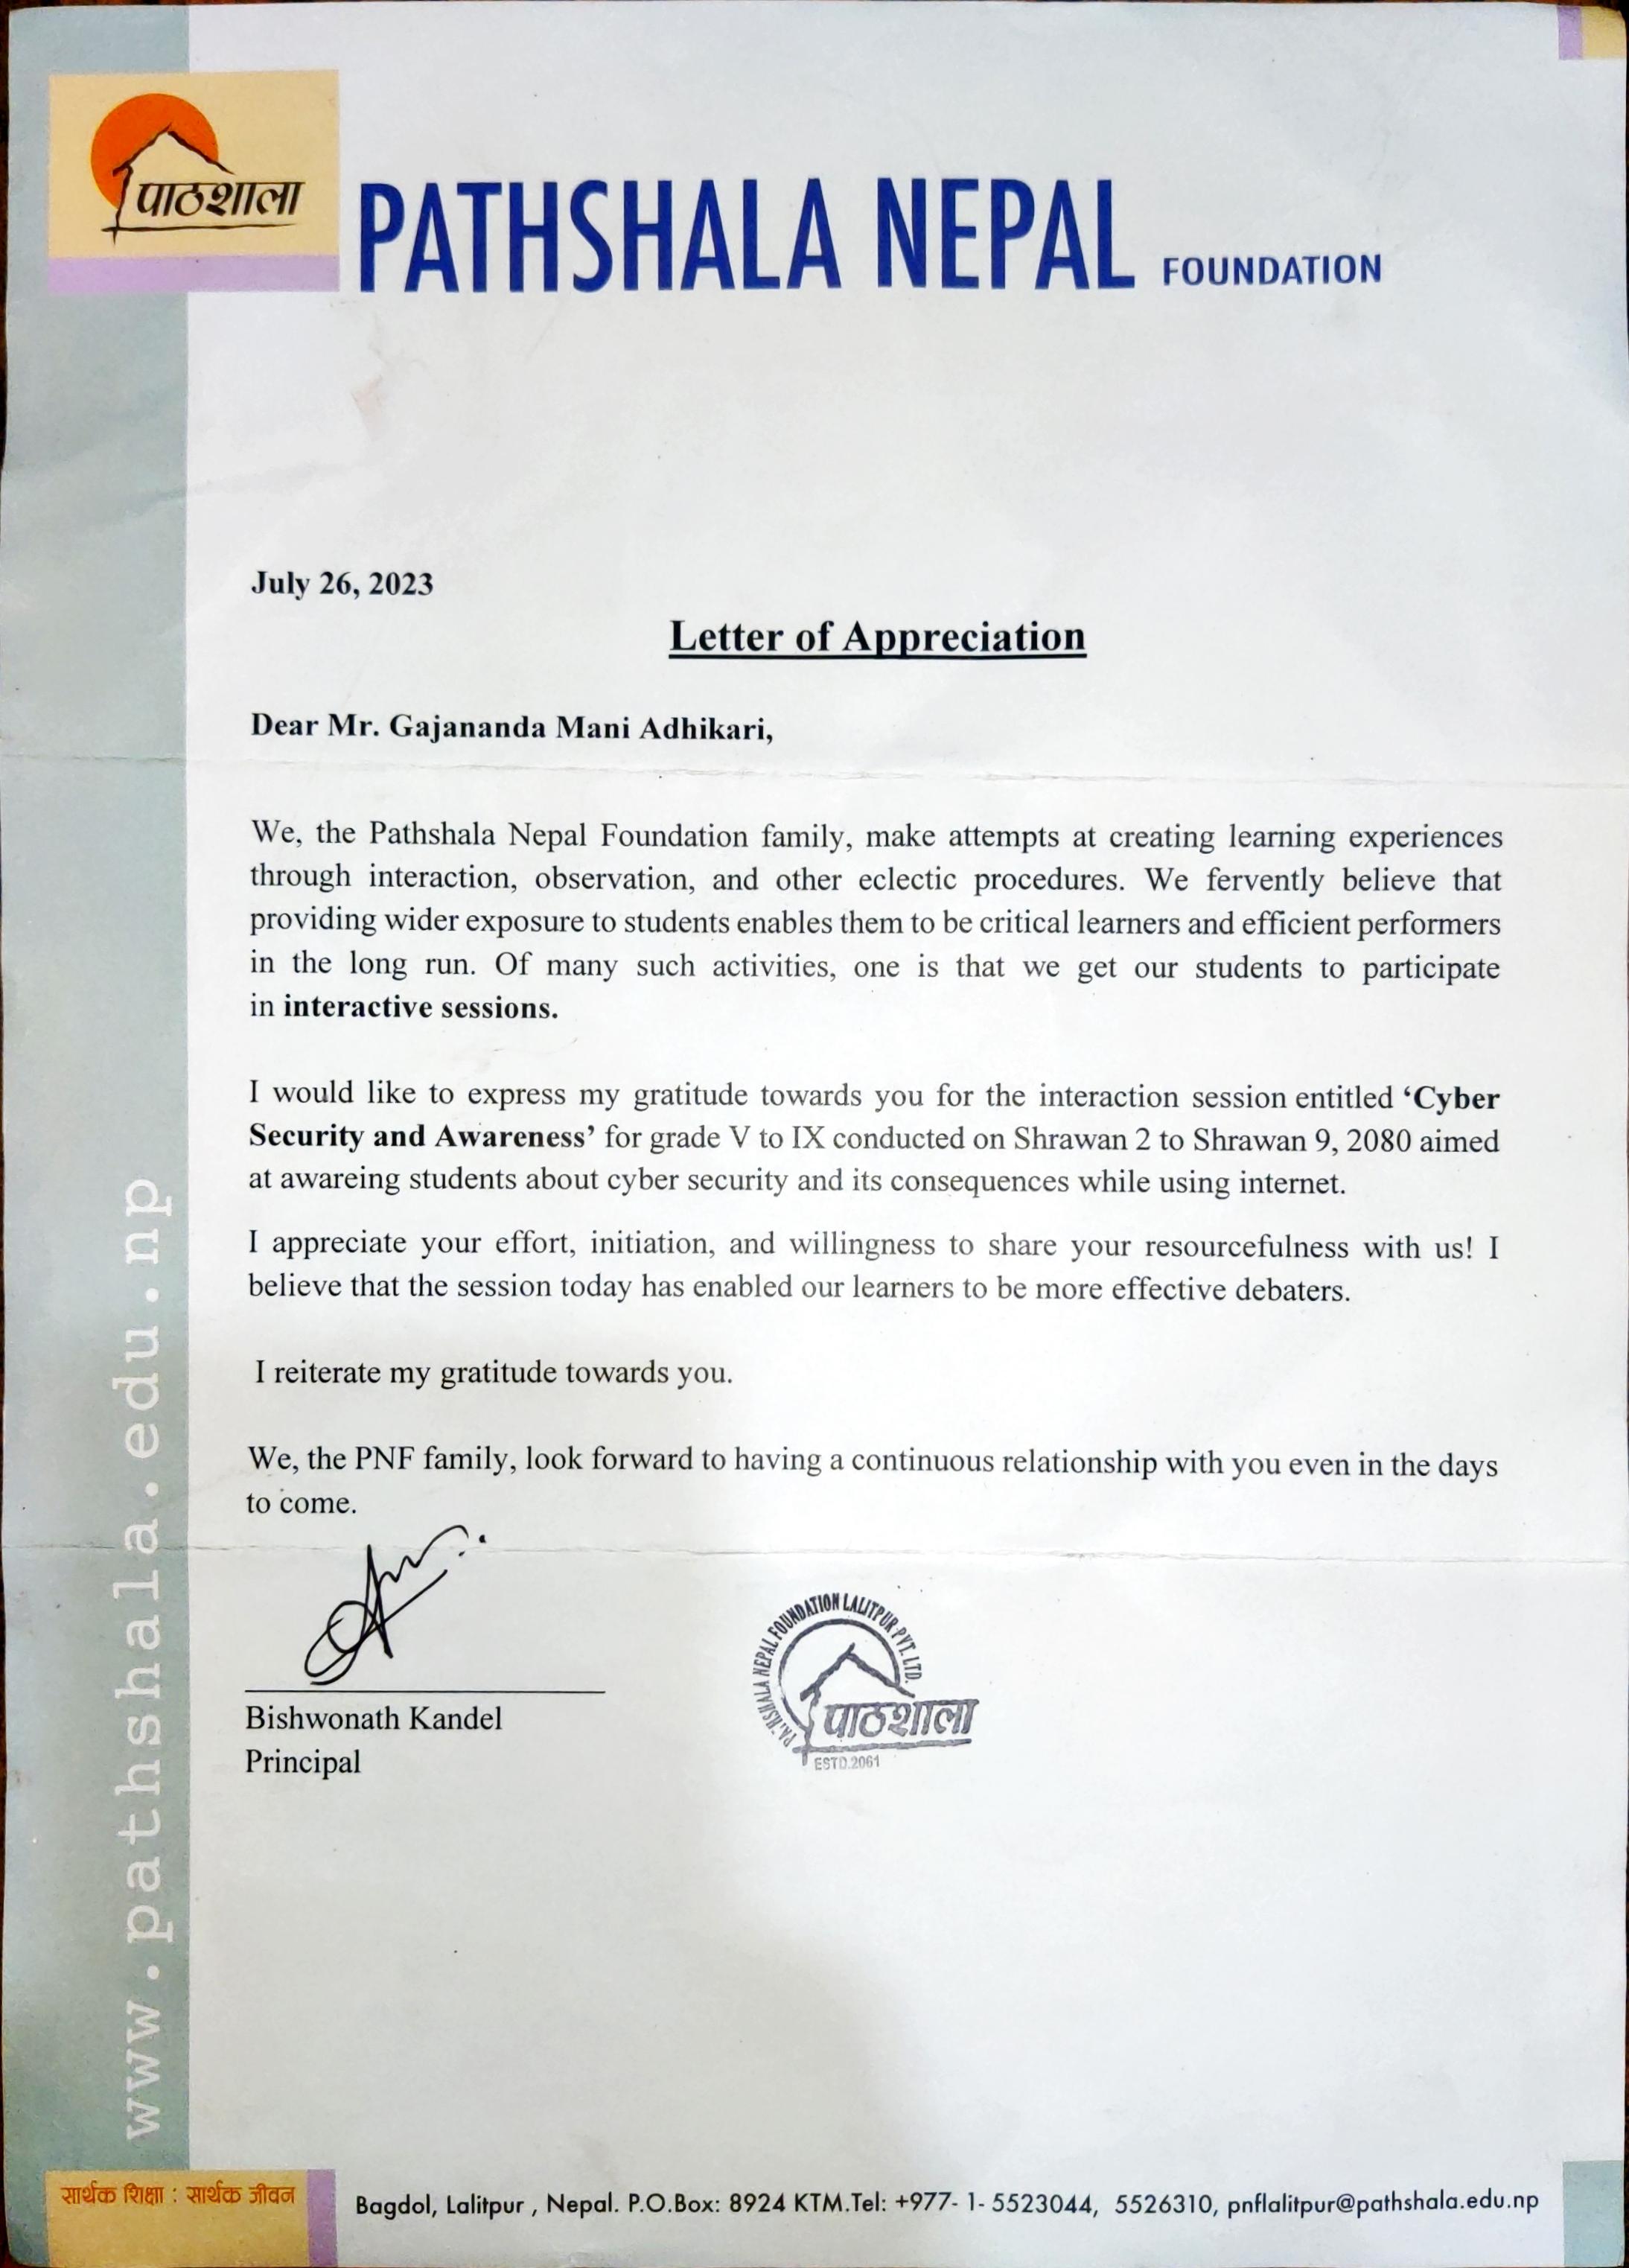 पाठशाला
PATHSHALA NEPAL FOUNDATION
July 26, 2023
Letter of Appreciation
Dear Mr. Gajananda Mani Adhikari,
We, the Pathshala Nepal Foundation family, make attempts at creating learning experiences
through interaction, observation, and other eclectic procedures. We fervently believe that
providing wider exposure to students enables them to be critical learners and efficient performers
in the long run. Of many such activities, one is that we get our students to participate
in interactive sessions.
I would like to express my gratitude towards you for the interaction session entitled ‘Cyber
Security and Awareness’ for grade V to IX conducted on Shrawan 2 to Shrawan 9, 2080 aimed
at awareing students about cyber security and its consequences while using internet.
I appreciate your effort, initiation, and willingness to share your resourcefulness with us! I
believe that the session today has enabled our learners to be more effective debaters.
I reiterate my gratitude towards you.
We, the PNF family, look forward to having a continuous relationship with you even in the days
to come.
Bishwonath Kandel
Principal
PATHSHALA NEPAL FOUNDATION LALITPUR PVT. LTD.
पाठशाला
ESTD.2061
www.pathshala.edu.np
सार्थक शिक्षा : सार्थक जीवन
Bagdol, Lalitpur , Nepal. P.O.Box: 8924 KTM.Tel: +977- 1- 5523044, 5526310, pnflalitpur@pathshala.edu.np